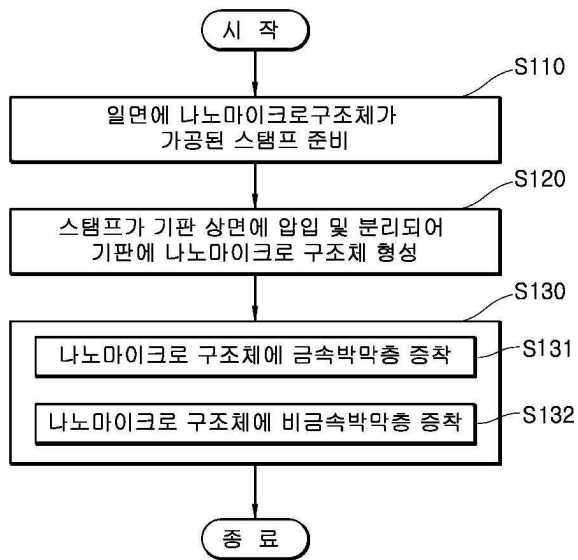 시 작
S110
일면에 나노마이크로구조체가
가공된 스탬프 준비
S120
스탬프가 기판 상면에 압입 및 분리되어
기판에 나노마이크로 구조체 형성
S130
나노마이크로 구조체에 금속박막층 증착
S131
나노마이크로 구조체에 비금속박막층 증착
S132
종 료